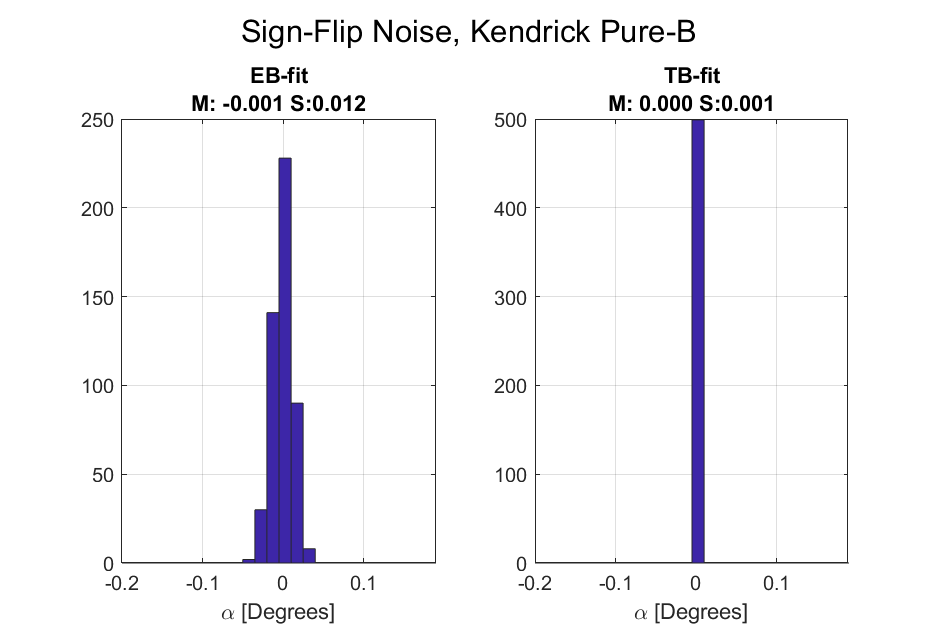 Sign-Flip Noise, Kendrick Pure-B
EB-fit
M: -0.001 S:0.012
250
200
150
100
50
0
-0.2 -0.1 0 0.1
α [Degrees]
TB-fit
M: 0.000 S:0.001
500
400
300
200
100
0
-0.2 -0.1 0 0.1
α [Degrees]